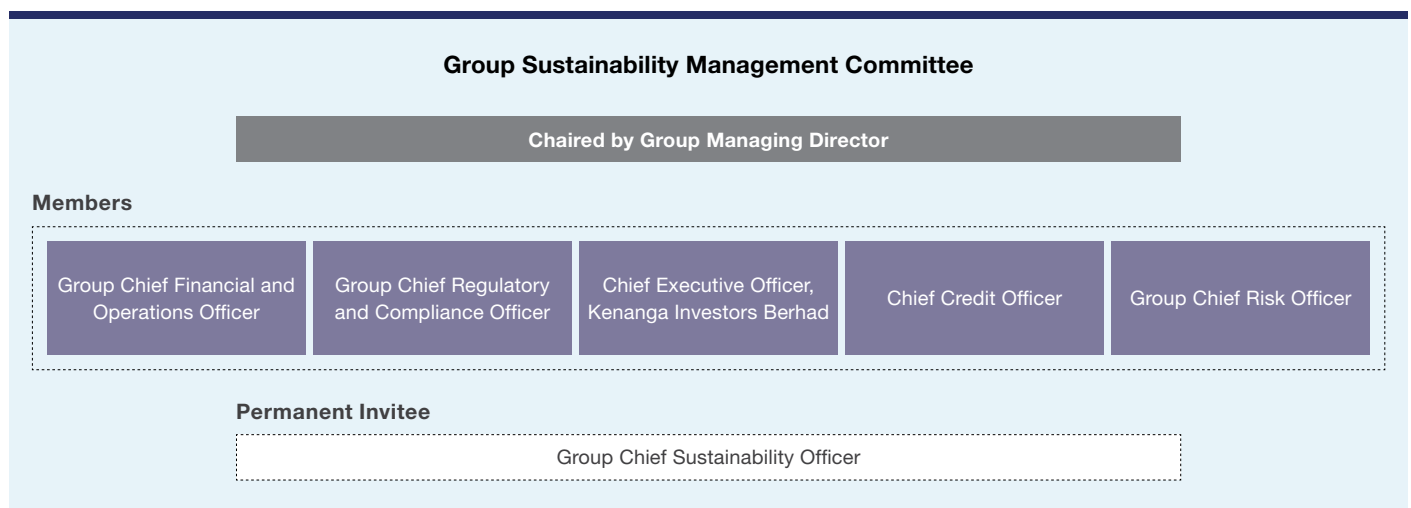 Group Sustainability Management Committee
Chaired by Group Managing Director
Members
Group Chief Financial and
Operations Officer
Group Chief Regulatory
and Compliance Officer
Chief Executive Officer,
Kenanga Investors Berhad
Chief Credit Officer
Group Chief Risk Officer
Permanent Invitee
Group Chief Sustainability Officer